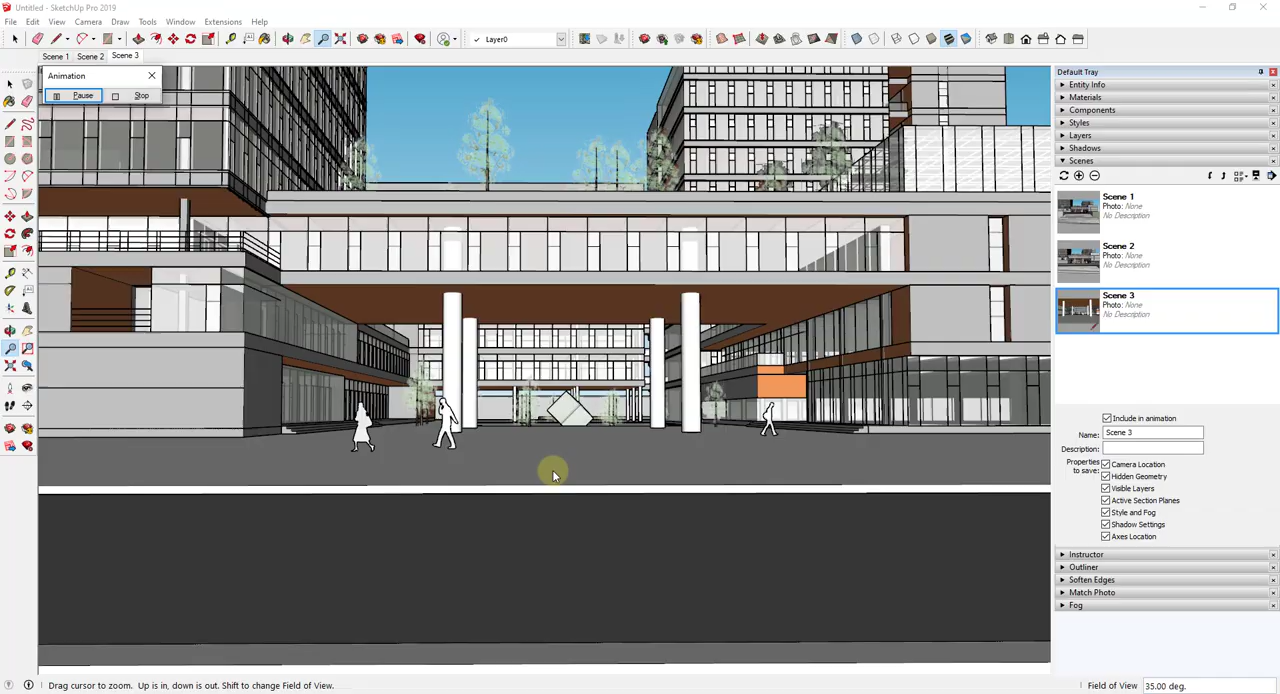 Untitled - SketchUp Pro 2019
File Edit View Camera Draw Tools Window Extensions Help
Layer0
Scene 1 Scene 2 Scene 3
Animation
Pause Stop
Default Tray
Entity Info
Materials
Components
Styles
Layers
Shadows
Scenes
Scene 1
Photo: None
No Description
Scene 2
Photo: None
No Description
Scene 3
Photo: None
No Description
Include in animation
Name: Scene 3
Description:
Properties to save:
Camera Location
Hidden Geometry
Visible Layers
Active Section Planes
Style and Fog
Shadow Settings
Axes Location
Instructor
Outliner
Soften Edges
Match Photo
Fog
Drag cursor to zoom. Up is in, down is out. Shift to change Field of View.
Field of View 35.00 deg.